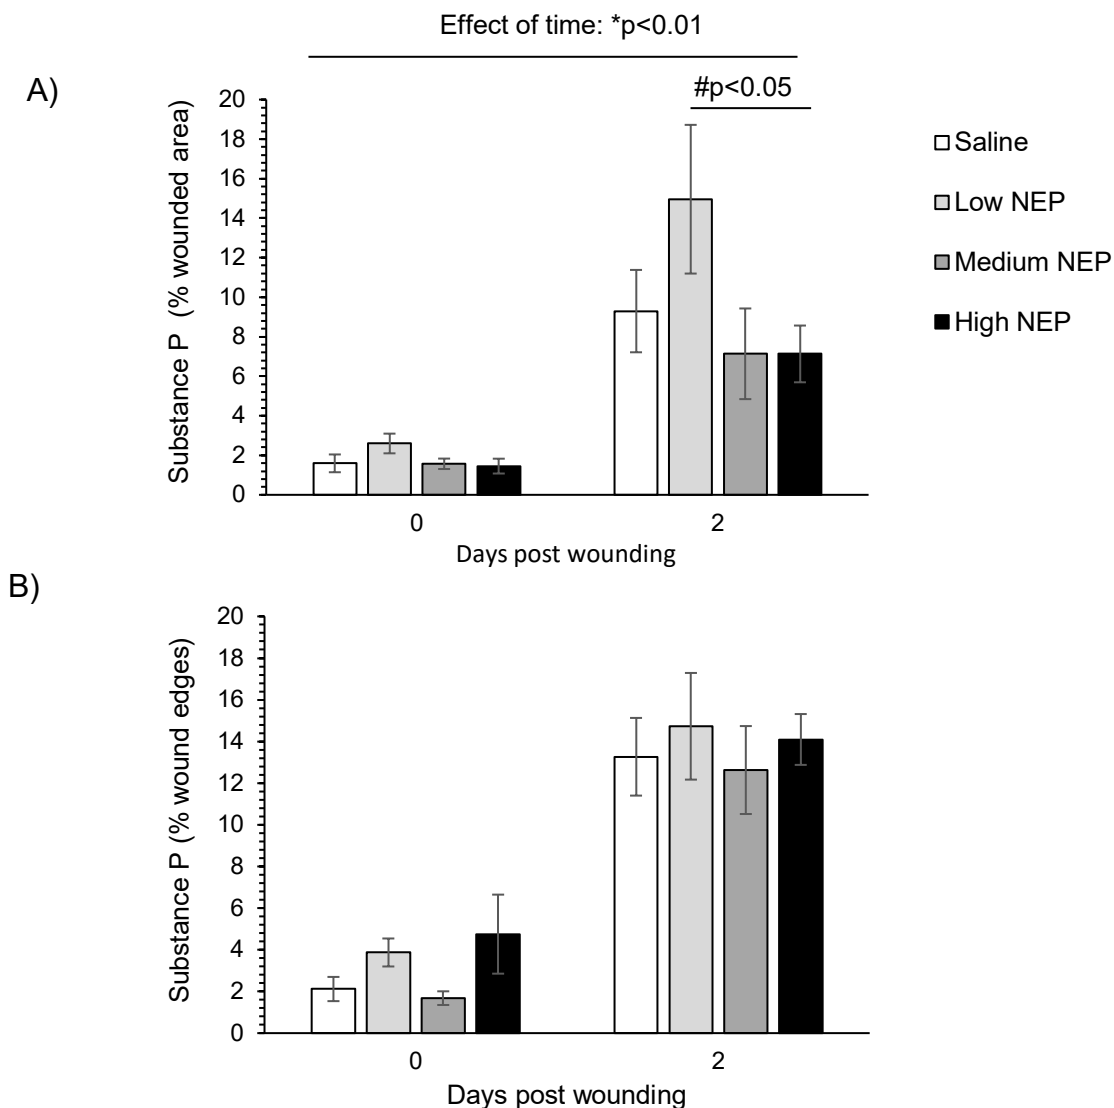 Effect of time: *p<0.01
A)
#p<0.05
Substance P (% wounded area)
20
18
16
14
12
10
8
6
4
2
0
0
2
Days post wounding
Saline
Low NEP
Medium NEP
High NEP
B)
Substance P (% wound edges)
20
18
16
14
12
10
8
6
4
2
0
0
2
Days post wounding